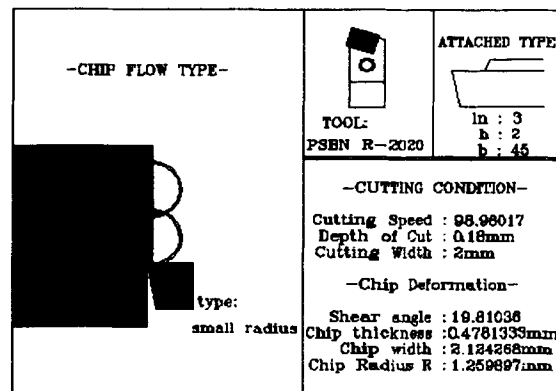 -CHIP FLOW TYPE-
type:
small radius
TOOL:
PSBN R-2020
ATTACHED TYPE
ln : 3
h : 2
b : 45
-CUTTING CONDITION-
Cutting Speed : 98.96017
Depth of Cut : 0.18mm
Cutting Width : 2mm
-Chip Deformation-
Shear angle : 19.81036
Chip thickness :0.4781333mm
Chip width : 2.124268mm
Chip Radius R : 1.259897mm